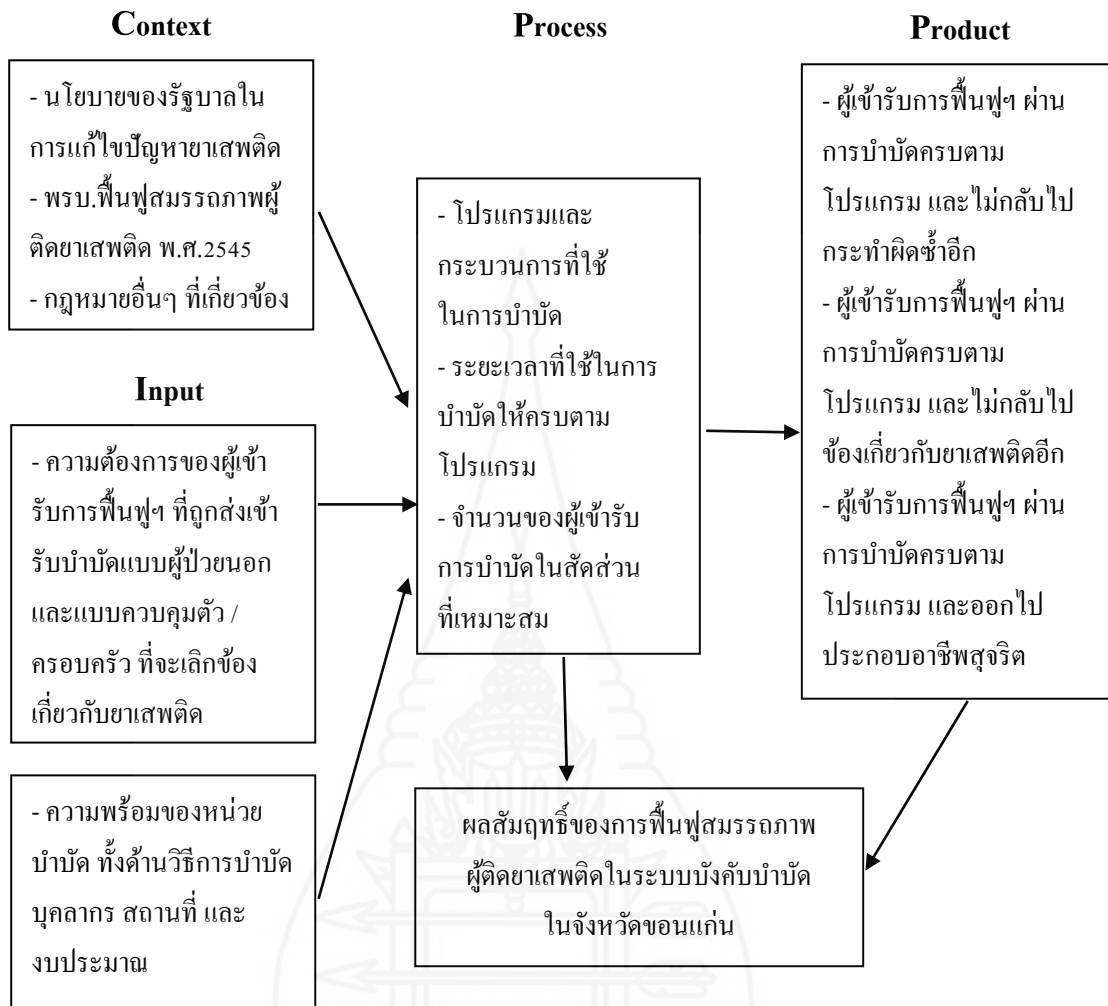 Context
- นโยบายของรัฐบาลใน
การแก้ไขปัญหายาเสพติด
- พรบ.ฟื้นฟูสมรรถภาพผู้
ติดยาเสพติด พ.ศ.2545
- กฎหมายอื่นๆ ที่เกี่ยวข้อง
Input
- ความต้องการของผู้เข้า
รับการฟื้นฟูฯ ที่ถูกส่งเข้า
รับบำบัดแบบผู้ป่วยนอก
และแบบควบคุมตัว /
ครอบครัว ที่จะเลิกข้อง
เกี่ยวกับยาเสพติด
- ความพร้อมของหน่วย
บำบัด ทั้งด้านวิธีการบำบัด
บุคลากร สถานที่ และ
งบประมาณ
Process
- โปรแกรมและ
กระบวนการที่ใช้
ในการบำบัด
- ระยะเวลาที่ใช้ในการ
บำบัดให้ครบตาม
โปรแกรม
- จำนวนของผู้เข้ารับ
การบำบัดในสัดส่วน
ที่เหมาะสม
Product
- ผู้เข้ารับการฟื้นฟูฯ ผ่าน
การบำบัดครบตาม
โปรแกรม และไม่กลับไป
กระทำผิดซ้ำอีก
- ผู้เข้ารับการฟื้นฟูฯ ผ่าน
การบำบัดครบตาม
โปรแกรม และไม่กลับไป
ข้องเกี่ยวกับยาเสพติดอีก
- ผู้เข้ารับการฟื้นฟูฯ ผ่าน
การบำบัดครบตาม
โปรแกรม และออกไป
ประกอบอาชีพสุจริต
ผลสัมฤทธิ์ของการฟื้นฟูสมรรถภาพ
ผู้ติดยาเสพติดในระบบบังคับบำบัด
ในจังหวัดขอนแก่น